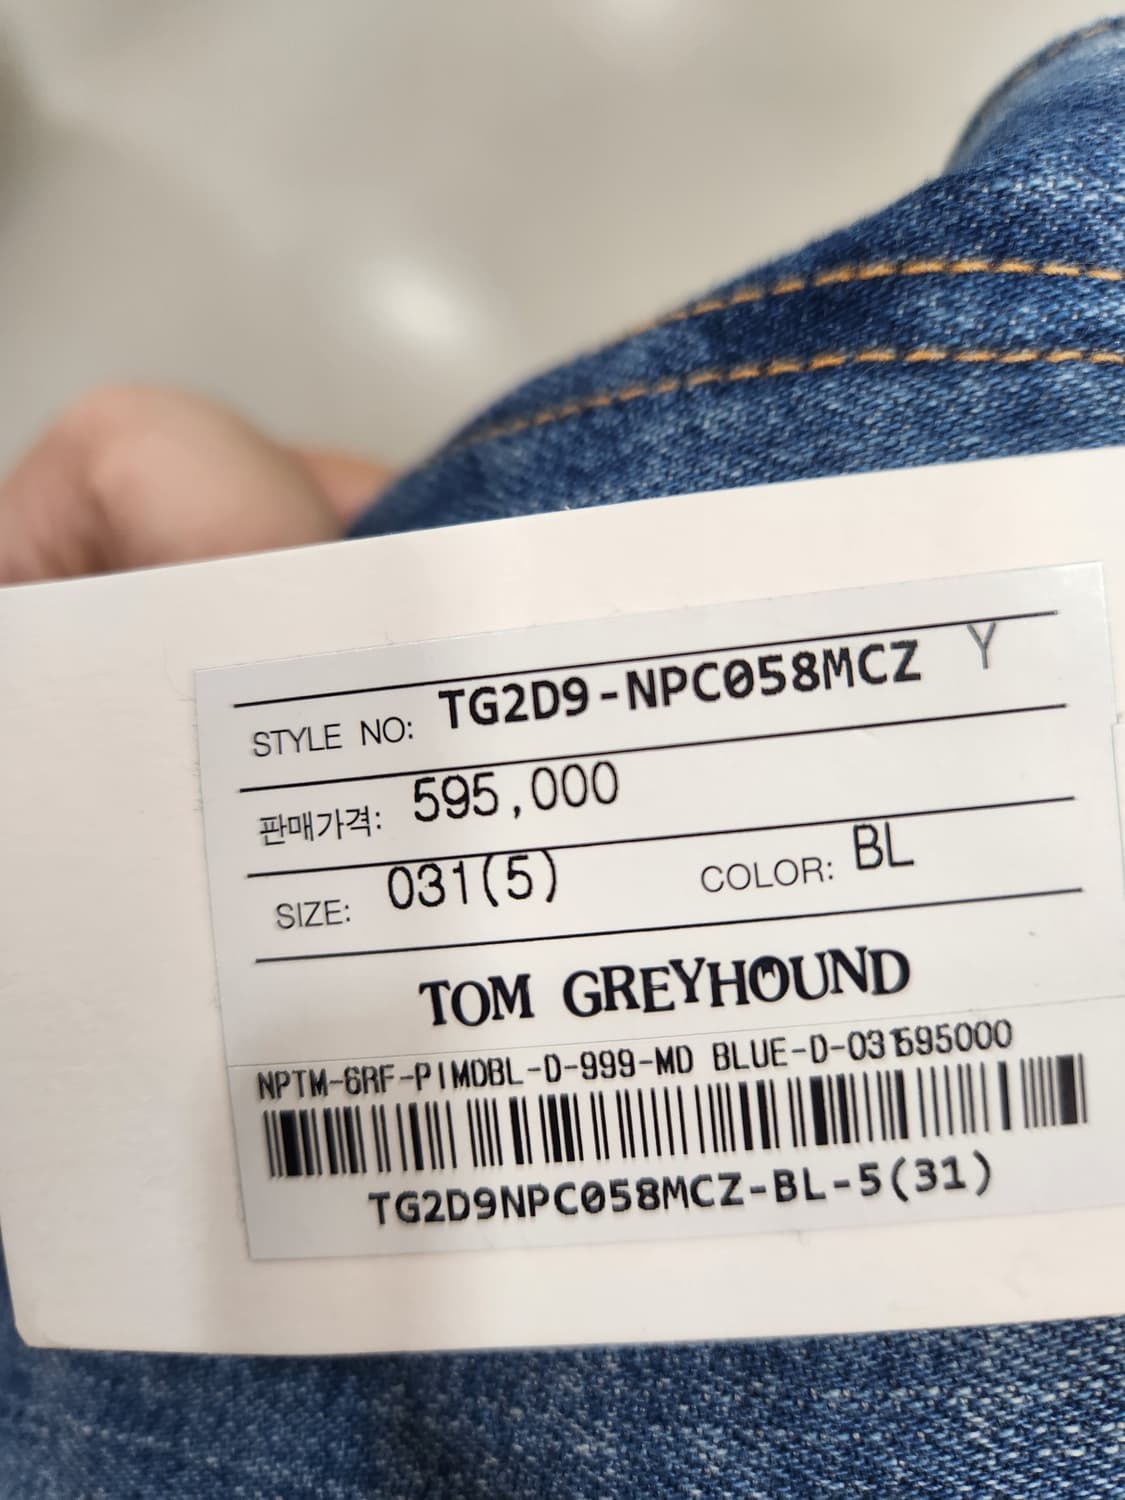 STYLE NO: TG2D9-NPC058MCZ Y
판매가격: 595,000
SIZE: 031(5) COLOR: BL
TOM GREYHOUND
NPTM-6RF-PIMDBL-D-999-MD BLUE-D-031595000
TG2D9NPC058MCZ-BL-5(31)